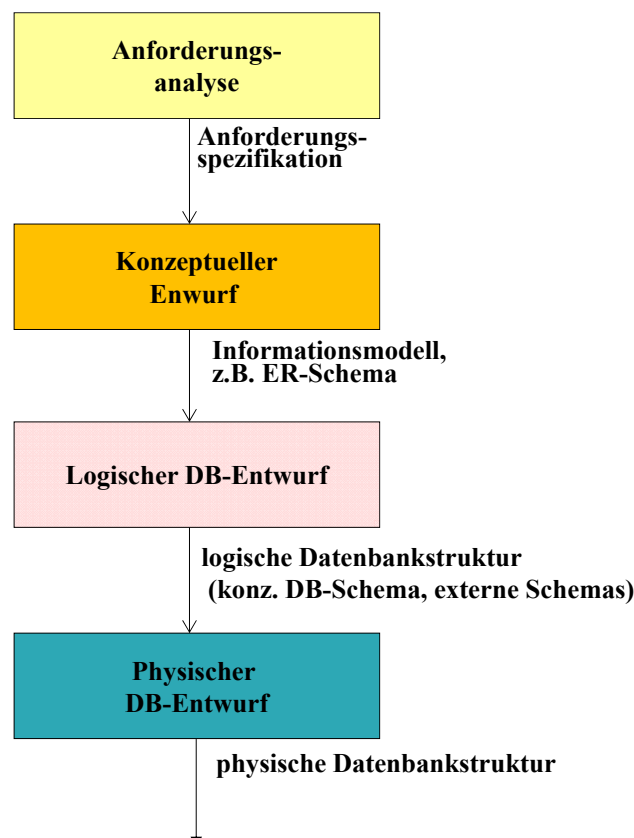 Anforderungs-
analyse
Anforderungs-
spezifikation
Konzeptueller
Enwurf
Informationsmodell,
z.B. ER-Schema
Logischer DB-Entwurf
logische Datenbankstruktur
(konz. DB-Schema, externe Schemas)
Physischer
DB-Entwurf
physische Datenbankstruktur